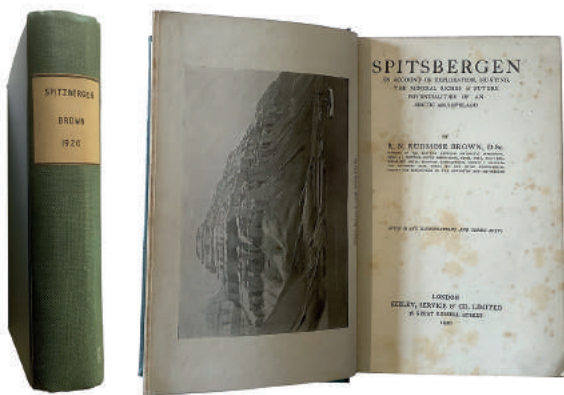 SPITZBERGEN
BROWN
1920
SPITSBERGEN
AN ACCOUNT OF EXPLORATION, HUNTING,
THE MINERAL RICHES & FUTURE
POTENTIALITIES OF AN
ARCTIC ARCHIPELAGO
BY
R. N. RUDMOSE BROWN, D.Sc.
WITH MANY ILLUSTRATIONS AND THREE MAPS
LONDON
SEELEY, SERVICE & CO. LIMITED
38 GREAT RUSSELL STREET
1920